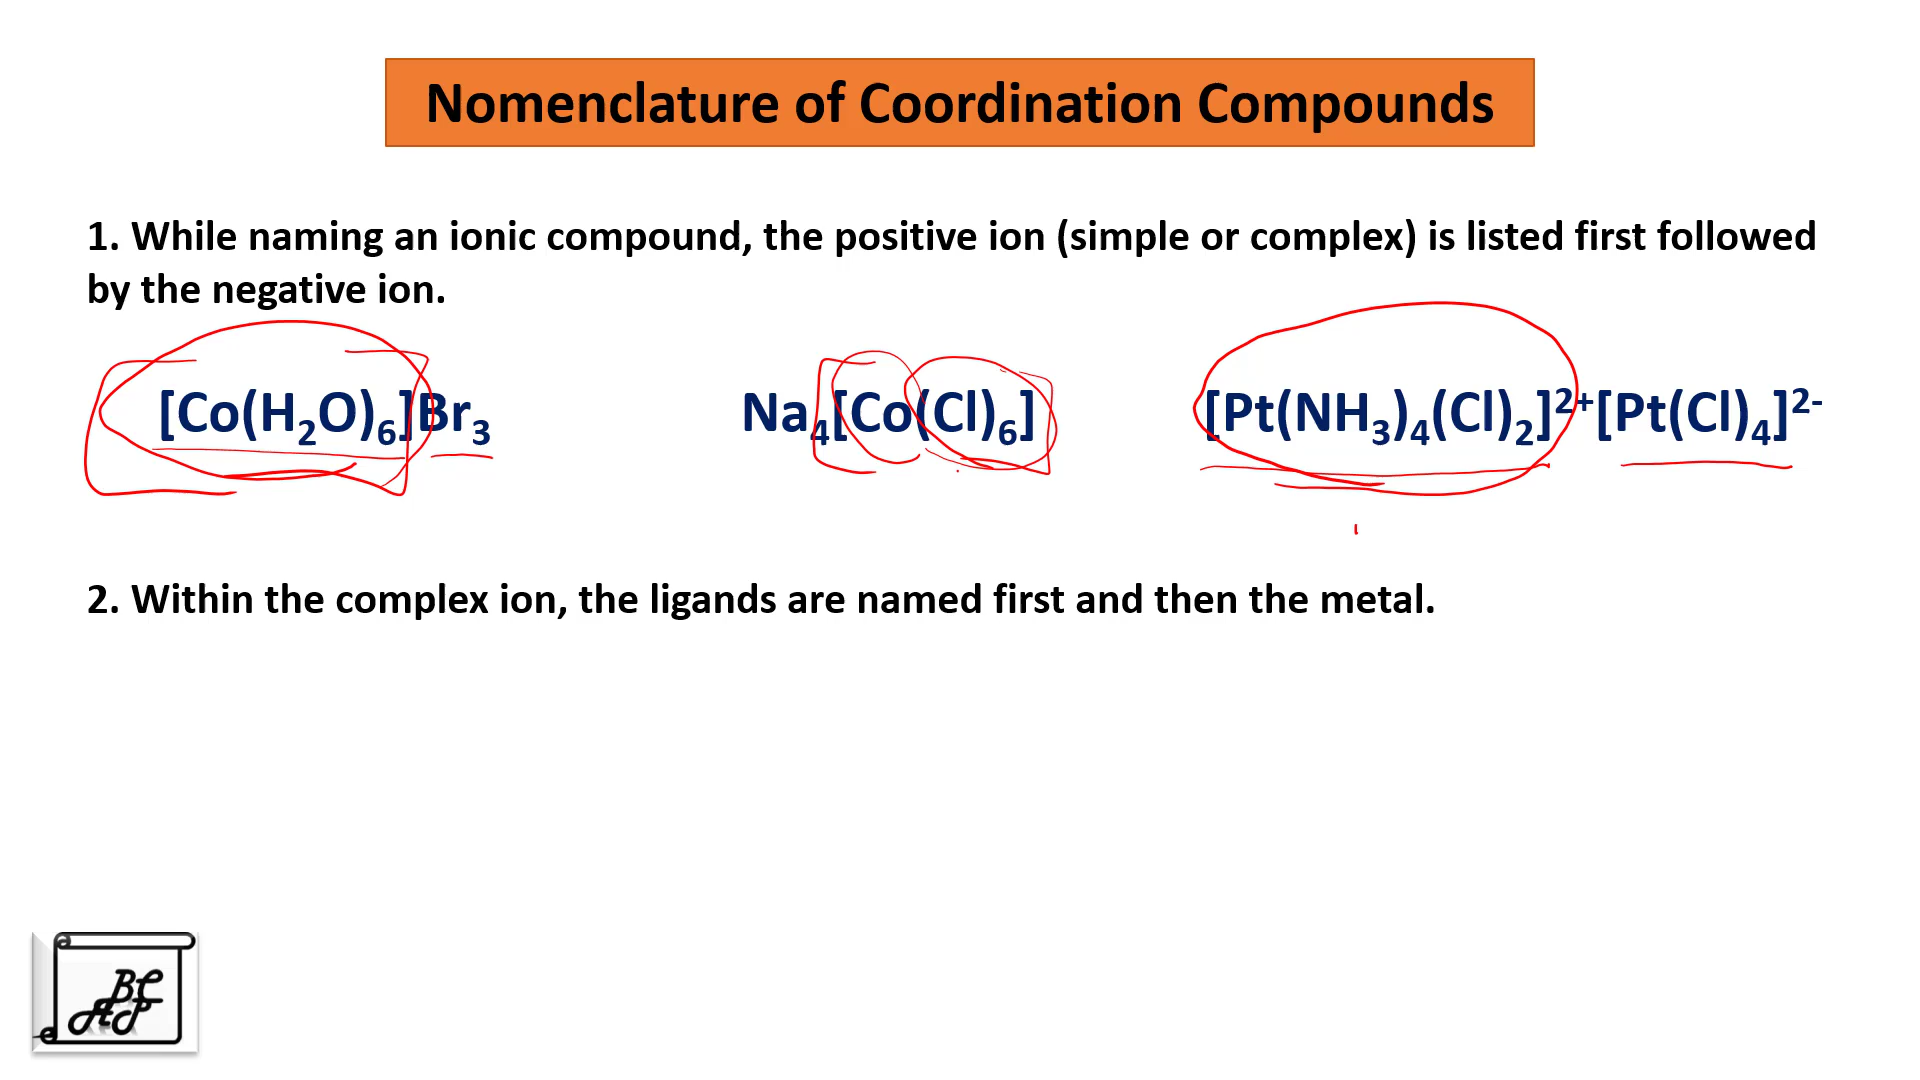 Nomenclature of Coordination Compounds
1. While naming an ionic compound, the positive ion (simple or complex) is listed first followed
by the negative ion.
[Co(H₂O)₆]Br₃ Na₄[Co(Cl)₆] [Pt(NH₃)₄(Cl)₂]²⁺[Pt(Cl)₄]²⁻
2. Within the complex ion, the ligands are named first and then the metal.